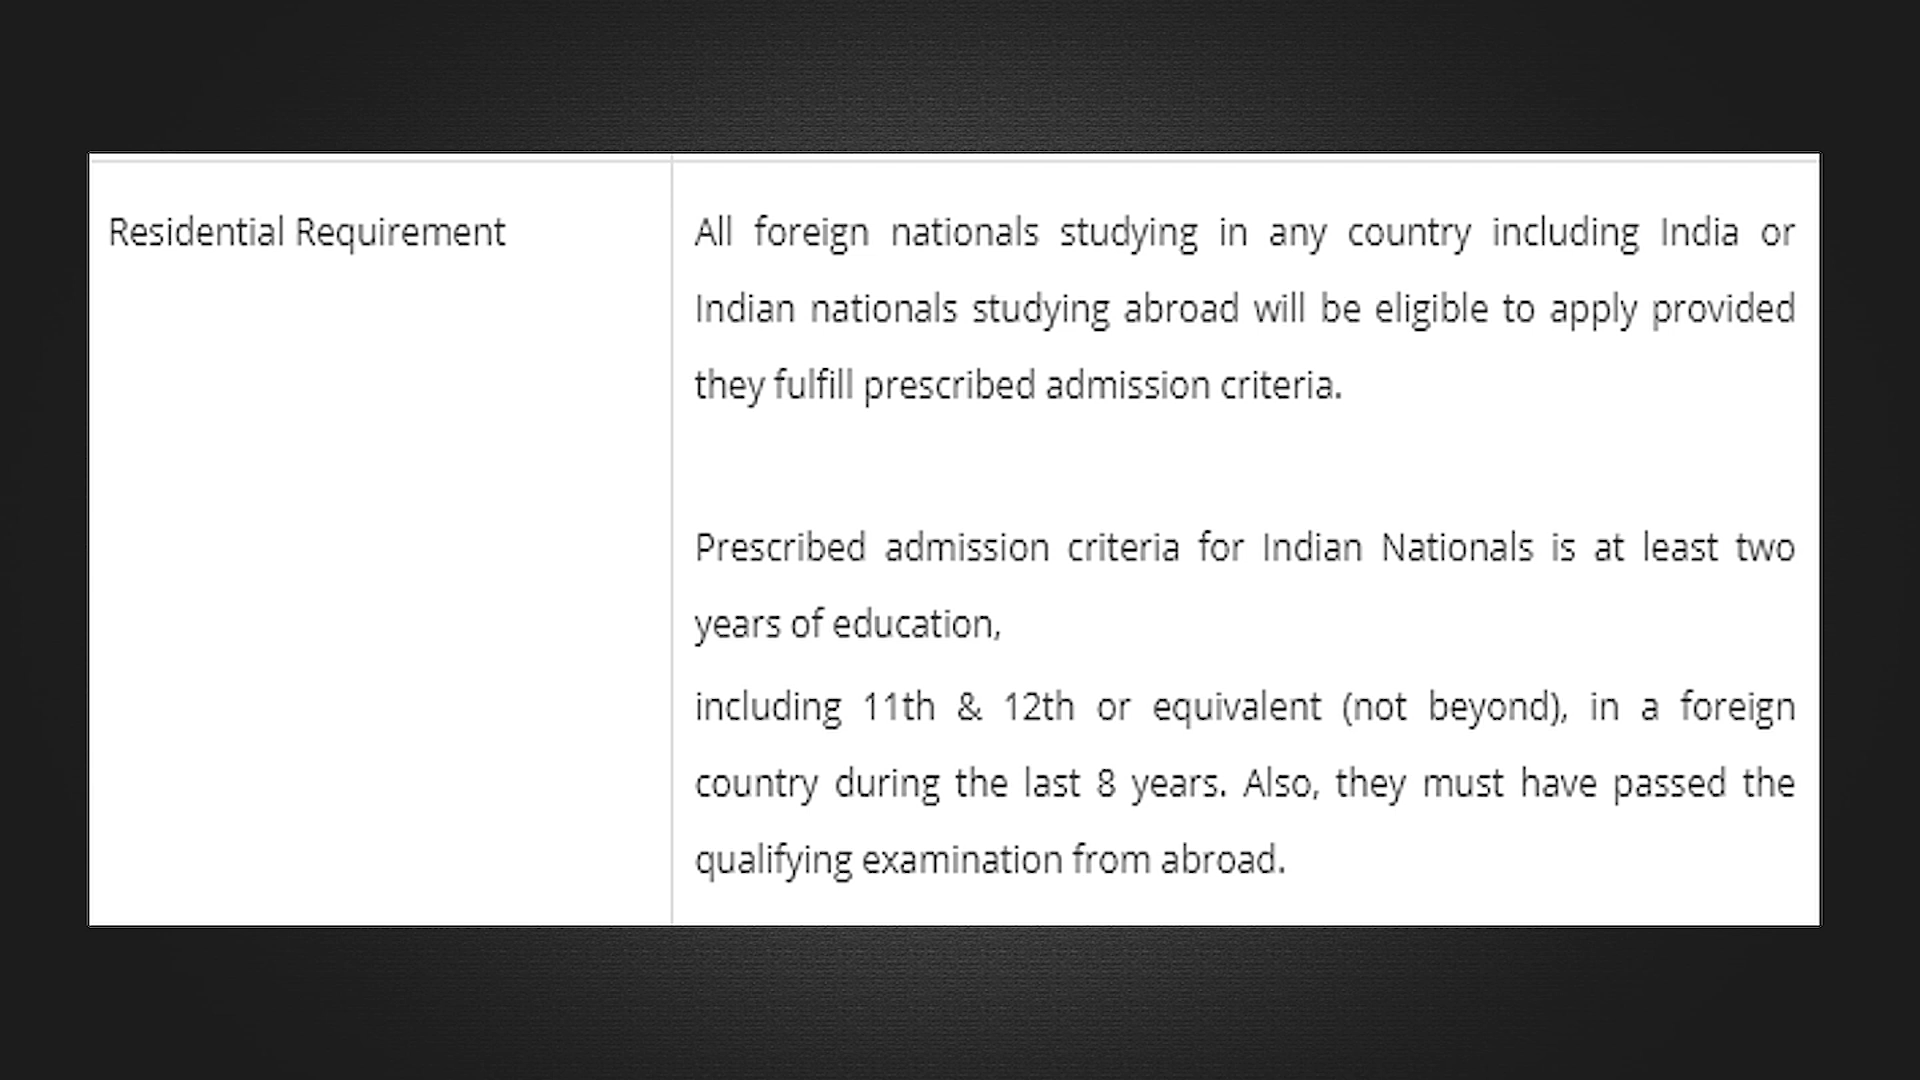 Residential Requirement
All foreign nationals studying in any country including India or
Indian nationals studying abroad will be eligible to apply provided
they fulfill prescribed admission criteria.
Prescribed admission criteria for Indian Nationals is at least two
years of education,
including 11th & 12th or equivalent (not beyond), in a foreign
country during the last 8 years. Also, they must have passed the
qualifying examination from abroad.